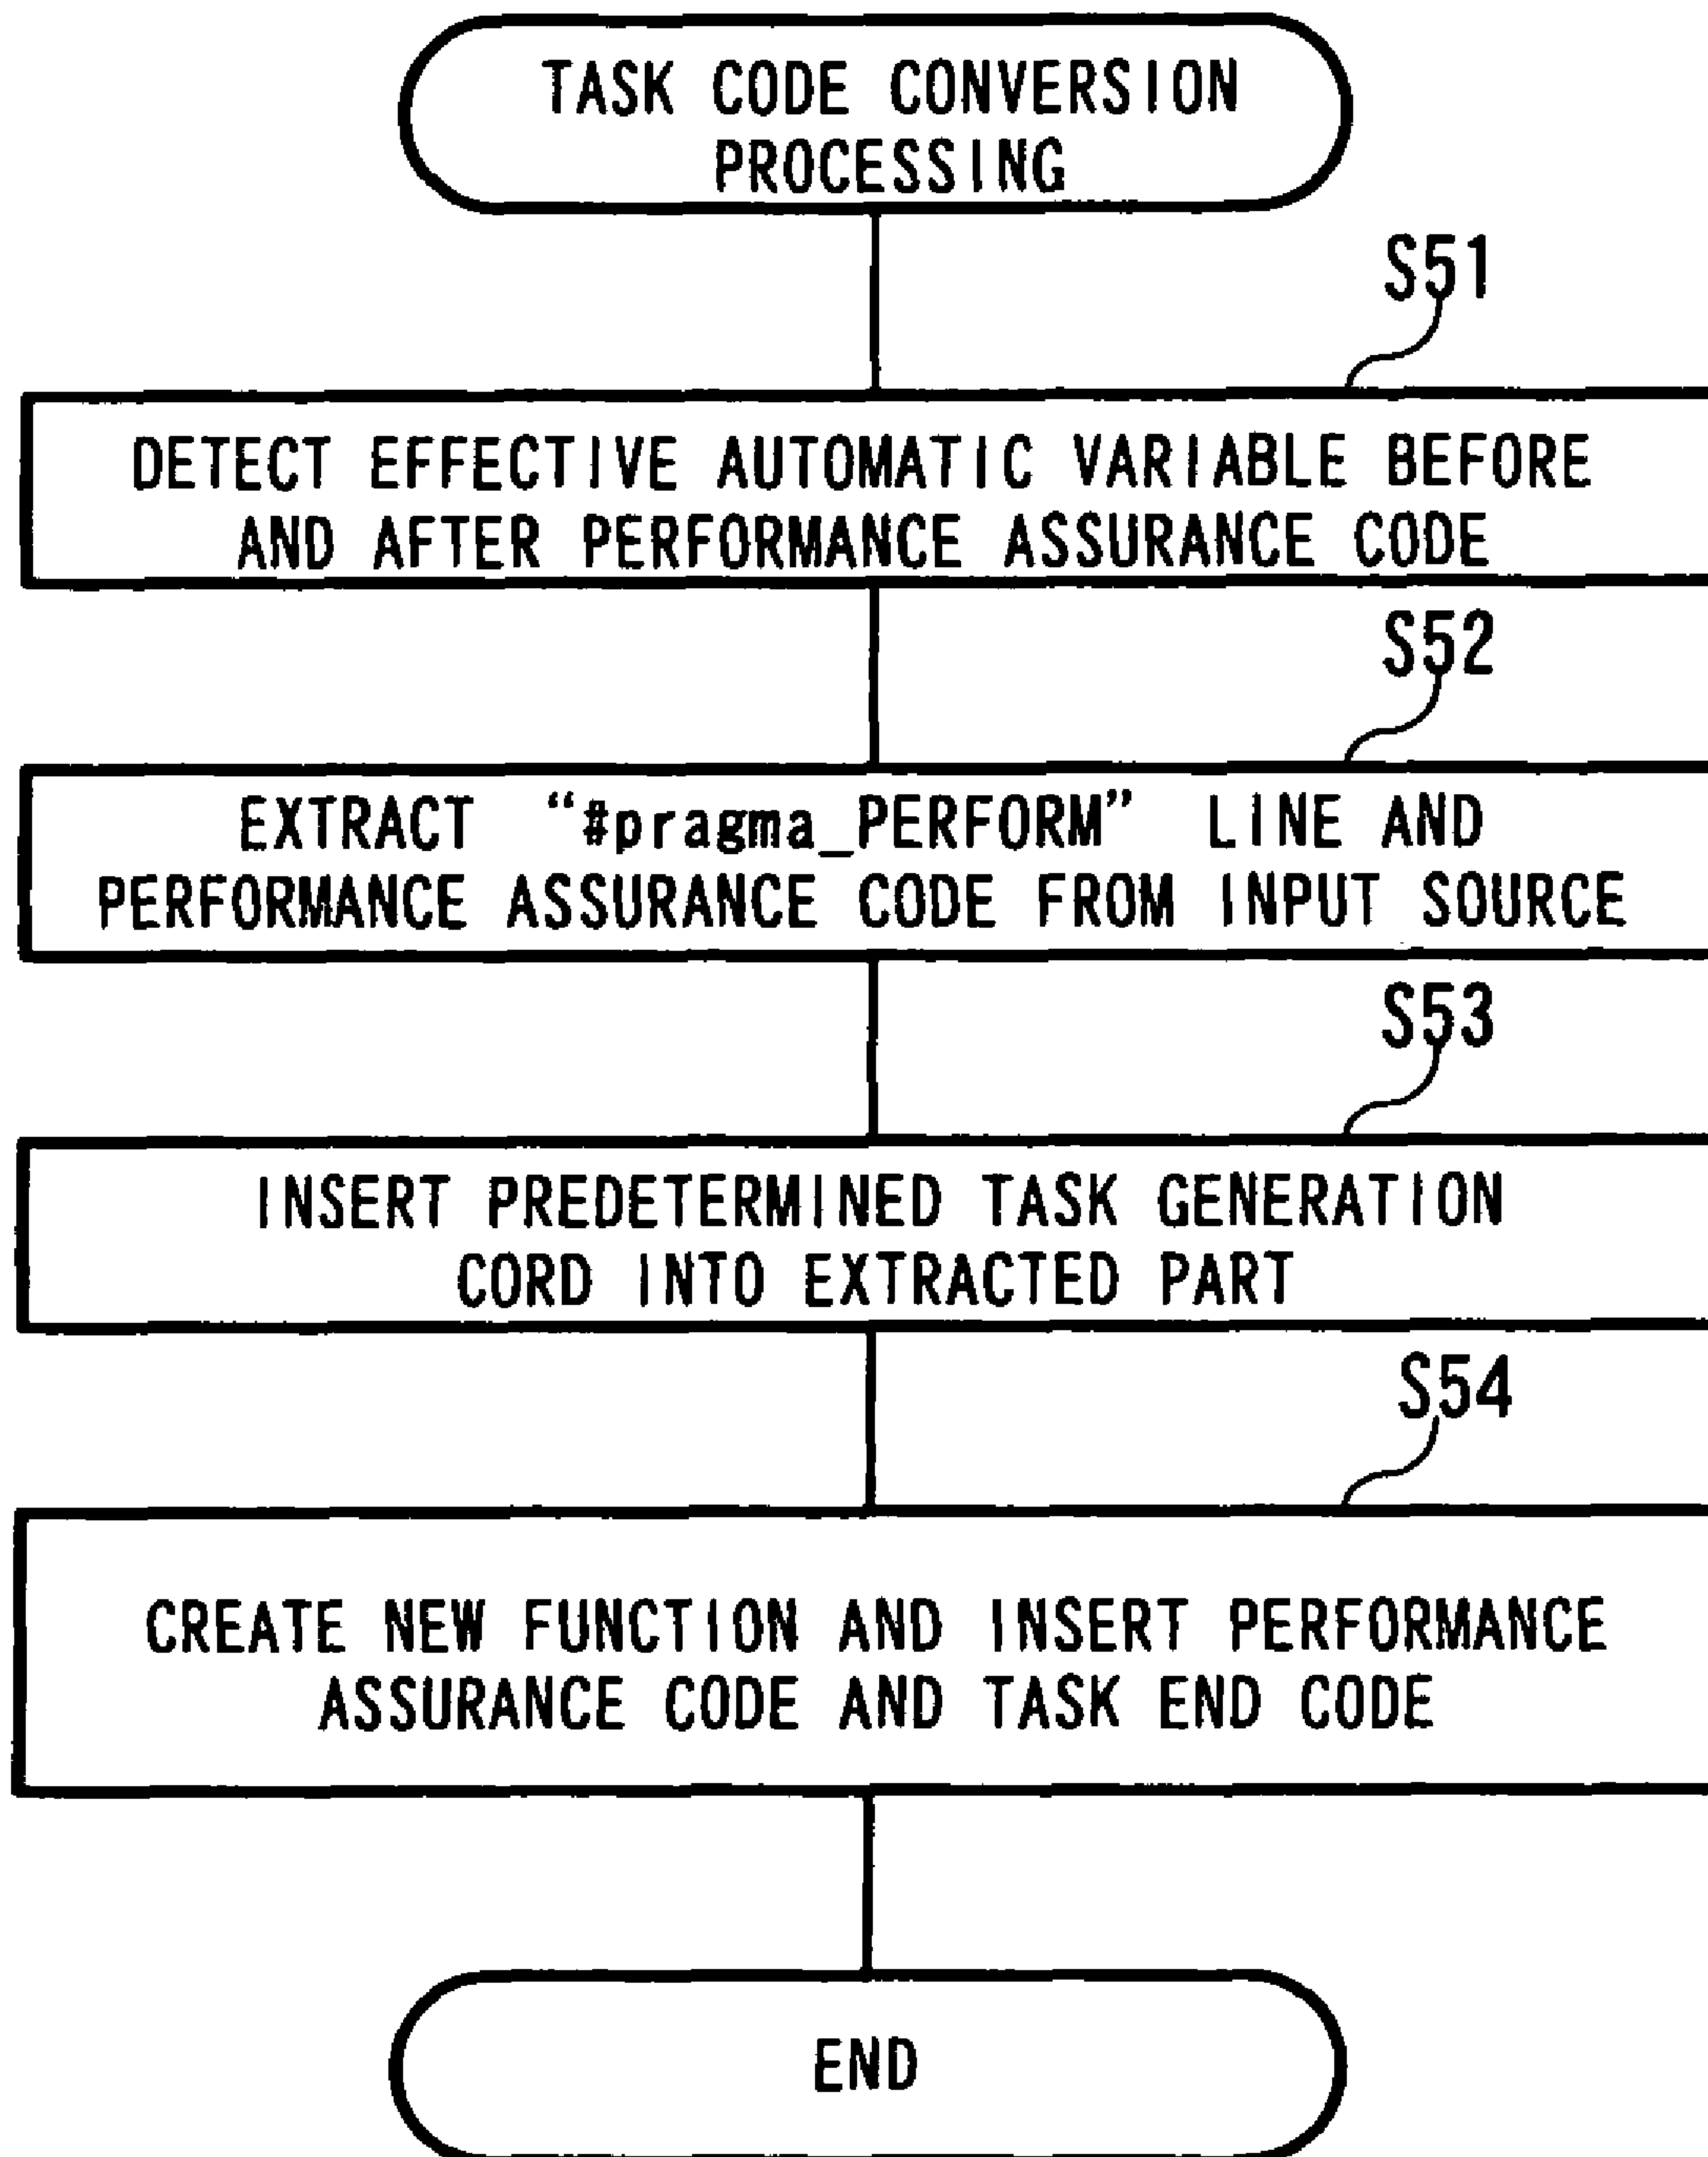 TASK CODE CONVERSION
PROCESSING
S51
DETECT EFFECTIVE AUTOMATIC VARIABLE BEFORE
AND AFTER PERFORMANCE ASSURANCE CODE
S52
EXTRACT “#pragma_PERFORM” LINE AND
PERFORMANCE ASSURANCE CODE FROM INPUT SOURCE
S53
INSERT PREDETERMINED TASK GENERATION
CORD INTO EXTRACTED PART
S54
CREATE NEW FUNCTION AND INSERT PERFORMANCE
ASSURANCE CODE AND TASK END CODE
END